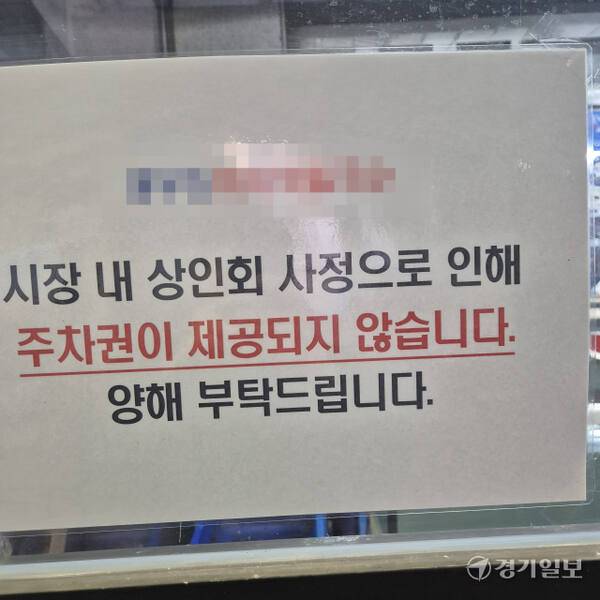 시장 내 상인회 사정으로 인해
주차권이 제공되지 않습니다.
양해 부탁드립니다.
경기일보